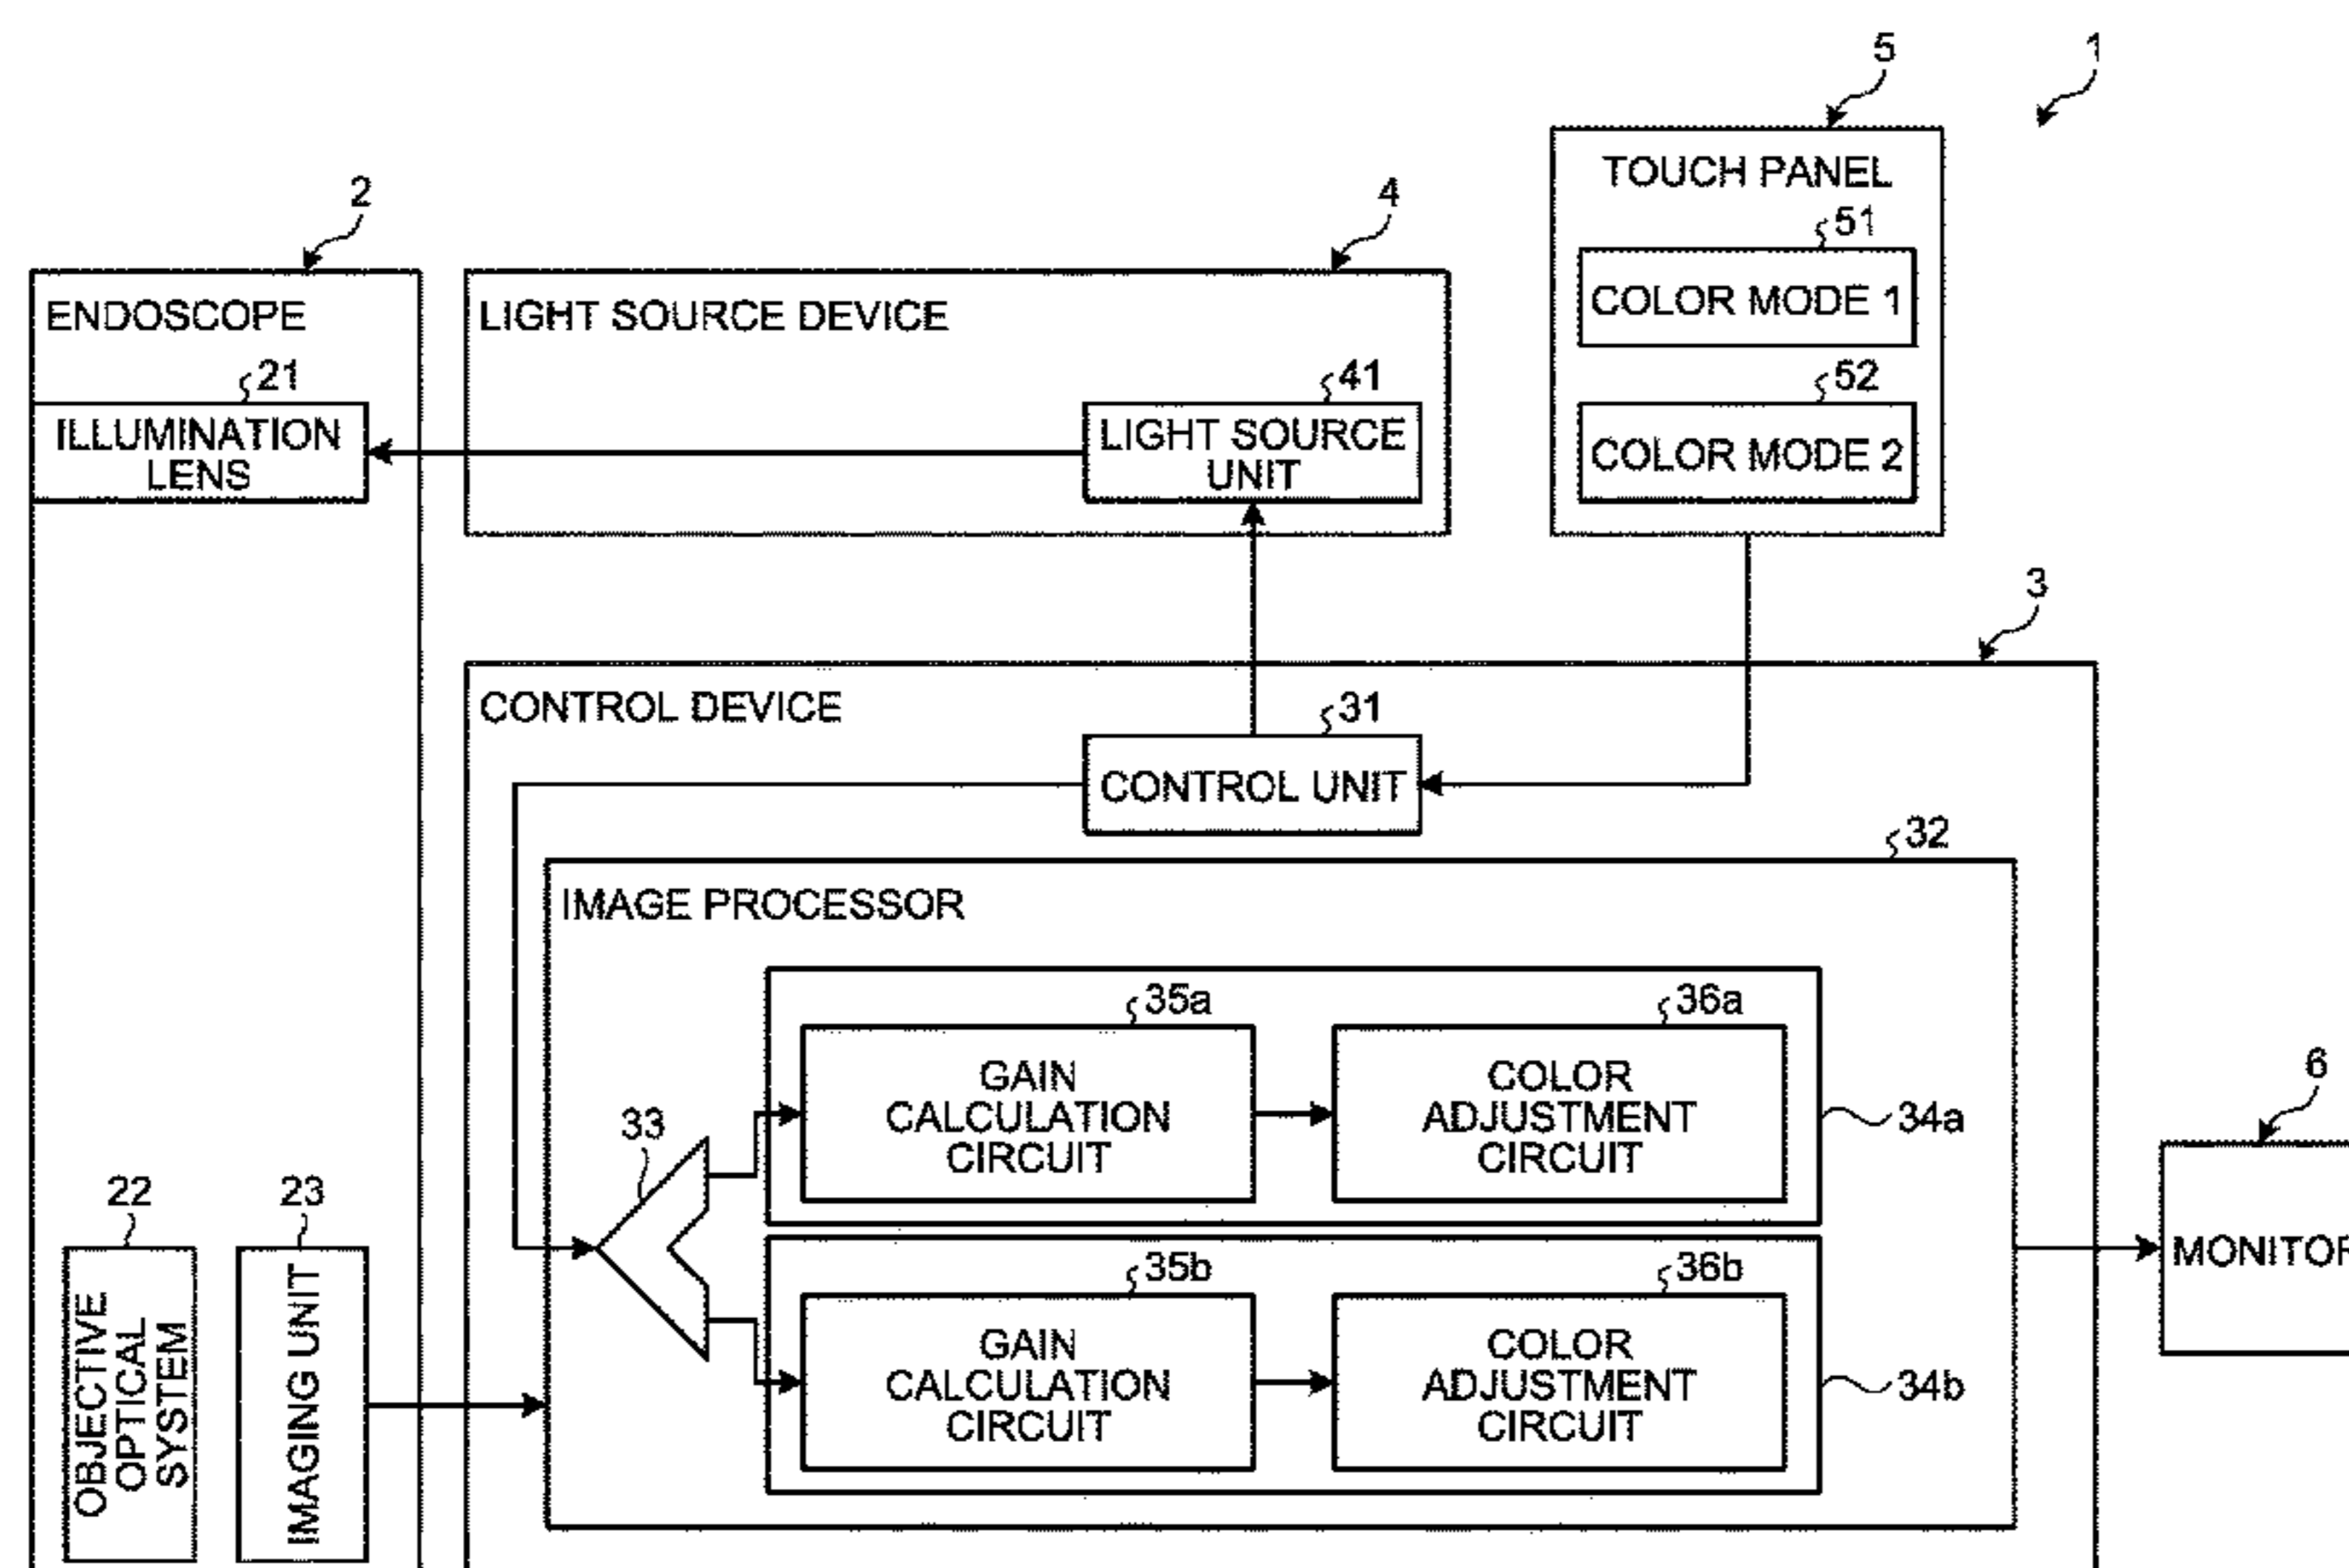 5
1
TOUCH PANEL
51
COLOR MODE 1
52
COLOR MODE 2
2
ENDOSCOPE
21
ILLUMINATION
LENS
4
LIGHT SOURCE DEVICE
41
LIGHT SOURCE
UNIT
3
CONTROL DEVICE
31
CONTROL UNIT
32
IMAGE PROCESSOR
33
35a
GAIN
CALCULATION
CIRCUIT
36a
COLOR
ADJUSTMENT
CIRCUIT
34a
35b
GAIN
CALCULATION
CIRCUIT
36b
COLOR
ADJUSTMENT
CIRCUIT
34b
22
OBJECTIVE
OPTICAL
SYSTEM
23
IMAGING UNIT
6
MONITOR